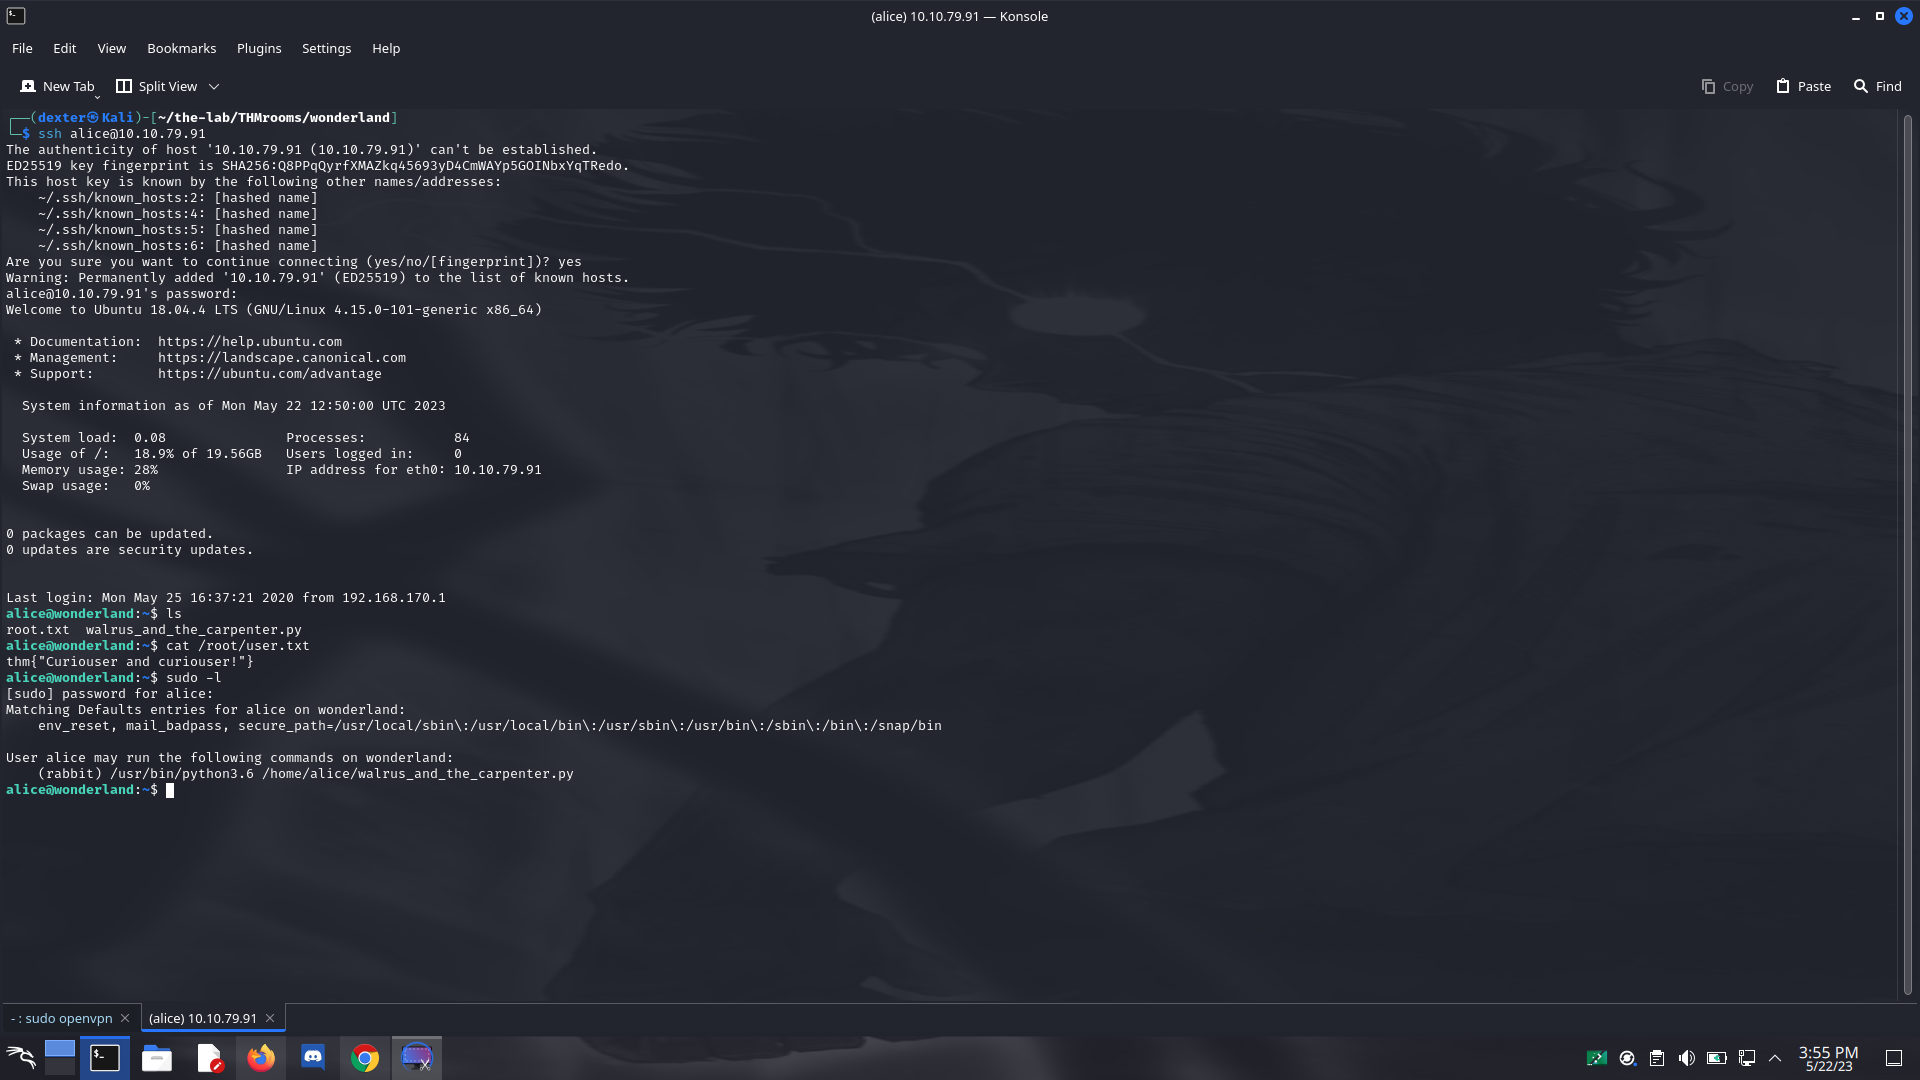 (alice) 10.10.79.91 — Konsole
File Edit View Bookmarks Plugins Settings Help
New Tab Split View Copy Paste Find
┌──(dexter㉿Kali)-[~/the-lab/THMrooms/wonderland]
└─$ ssh alice@10.10.79.91
The authenticity of host '10.10.79.91 (10.10.79.91)' can't be established.
ED25519 key fingerprint is SHA256:Q8PPqQyrfXMAZkq45693yD4CmWAYp5GOINbxYqTRedo.
This host key is known by the following other names/addresses:
    ~/.ssh/known_hosts:2: [hashed name]
    ~/.ssh/known_hosts:4: [hashed name]
    ~/.ssh/known_hosts:5: [hashed name]
    ~/.ssh/known_hosts:6: [hashed name]
Are you sure you want to continue connecting (yes/no/[fingerprint])? yes
Warning: Permanently added '10.10.79.91' (ED25519) to the list of known hosts.
alice@10.10.79.91's password:
Welcome to Ubuntu 18.04.4 LTS (GNU/Linux 4.15.0-101-generic x86_64)
 * Documentation:  https://help.ubuntu.com
 * Management:     https://landscape.canonical.com
 * Support:        https://ubuntu.com/advantage
  System information as of Mon May 22 12:50:00 UTC 2023
  System load:  0.08               Processes:           84
  Usage of /:   18.9% of 19.56GB   Users logged in:     0
  Memory usage: 28%                IP address for eth0: 10.10.79.91
  Swap usage:   0%
0 packages can be updated.
0 updates are security updates.
Last login: Mon May 25 16:37:21 2020 from 192.168.170.1
alice@wonderland:~$ ls
root.txt  walrus_and_the_carpenter.py
alice@wonderland:~$ cat /root/user.txt
thm{"Curiouser and curiouser!"}
alice@wonderland:~$ sudo -l
[sudo] password for alice:
Matching Defaults entries for alice on wonderland:
    env_reset, mail_badpass, secure_path=/usr/local/sbin\:/usr/local/bin\:/usr/sbin\:/usr/bin\:/sbin\:/bin\:/snap/bin
User alice may run the following commands on wonderland:
    (rabbit) /usr/bin/python3.6 /home/alice/walrus_and_the_carpenter.py
alice@wonderland:~$
- : sudo openvpn (alice) 10.10.79.91
3:55 PM
5/22/23